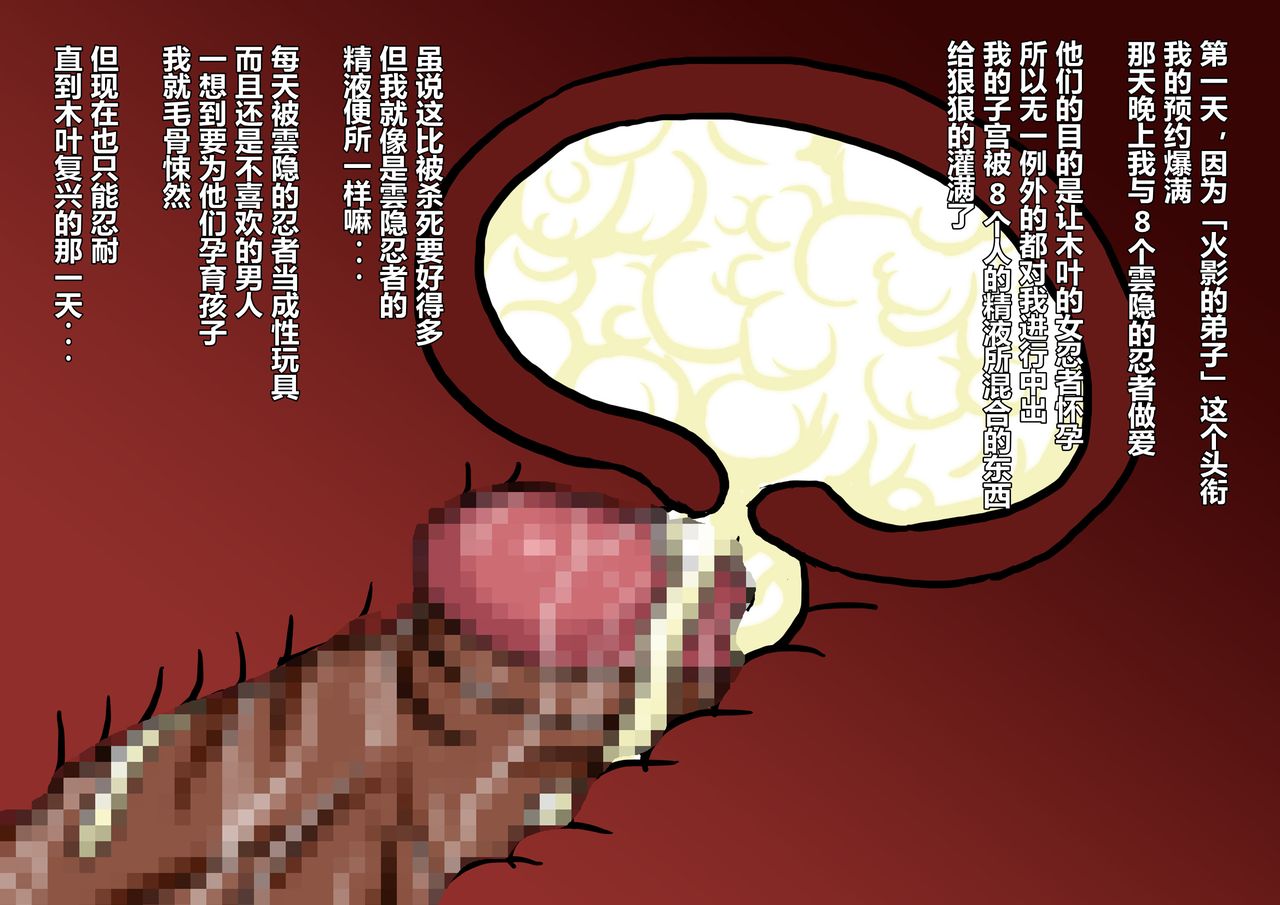 第一天，因为「火影的弟子」这个头衔
我的预约爆满
那天晚上我与8个雲隐的忍者做爱
他们的目的是让木叶的女忍者怀孕
所以无一例外的都对我进行中出
我的子宫被8个人的精液所混合的东西
给狠狠的灌满了
虽说这比被杀死要好得多
但我就像是雲隐忍者的
精液便所一样嘛...
每天被雲隐的忍者当成性玩具
而且还是不喜欢的男人
一想到要为他们孕育孩子
我就毛骨悚然
但现在也只能忍耐
直到木叶复兴的那一天...